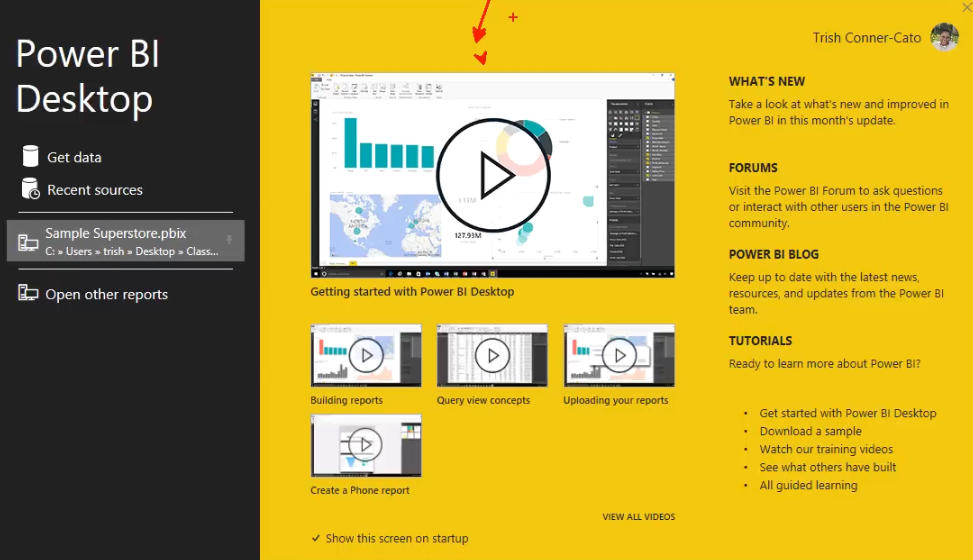 Power BI
Desktop
Get data
Recent sources
Sample Superstore.pbix
C: » Users » trish » Desktop » Class...
Open other reports
127.93M
Getting started with Power BI Desktop
Building reports
Query view concepts
Uploading your reports
Create a Phone report
VIEW ALL VIDEOS
Show this screen on startup
Trish Conner-Cato
WHAT'S NEW
Take a look at what's new and improved in
Power BI in this month's update.
FORUMS
Visit the Power BI Forum to ask questions
or interact with other users in the Power BI
community.
POWER BI BLOG
Keep up to date with the latest news,
resources, and updates from the Power BI
team.
TUTORIALS
Ready to learn more about Power BI?
• Get started with Power BI Desktop
• Download a sample
• Watch our training videos
• See what others have built
• All guided learning